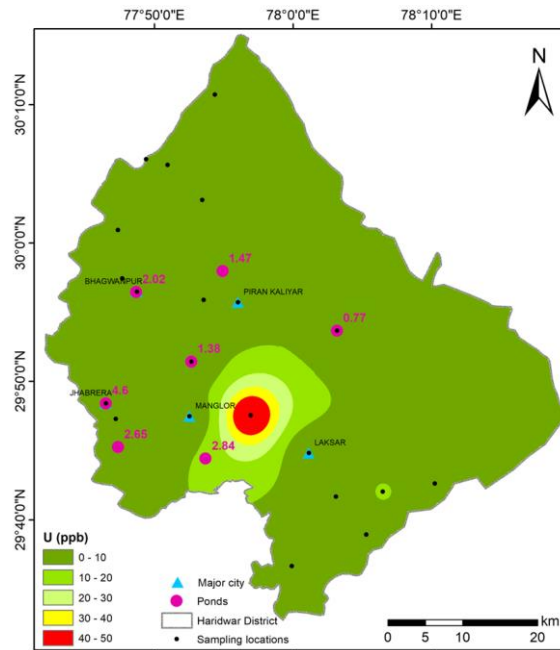 77°50'0"E 78°0'0"E 78°10'0"E
N
30°10'0"N
30°0'0"N
29°50'0"N
29°40'0"N
1.47
BHAGWANPUR 2.02
PIRAN KALIYAR
0.77
1.38
JHABRERA 4.6
MANGLOR
2.65
2.84
LAKSAR
U (ppb)
0 - 10
10 - 20
20 - 30
30 - 40
40 - 50
Major city
Ponds
Haridwar District
Sampling locations
km
0 5 10 20